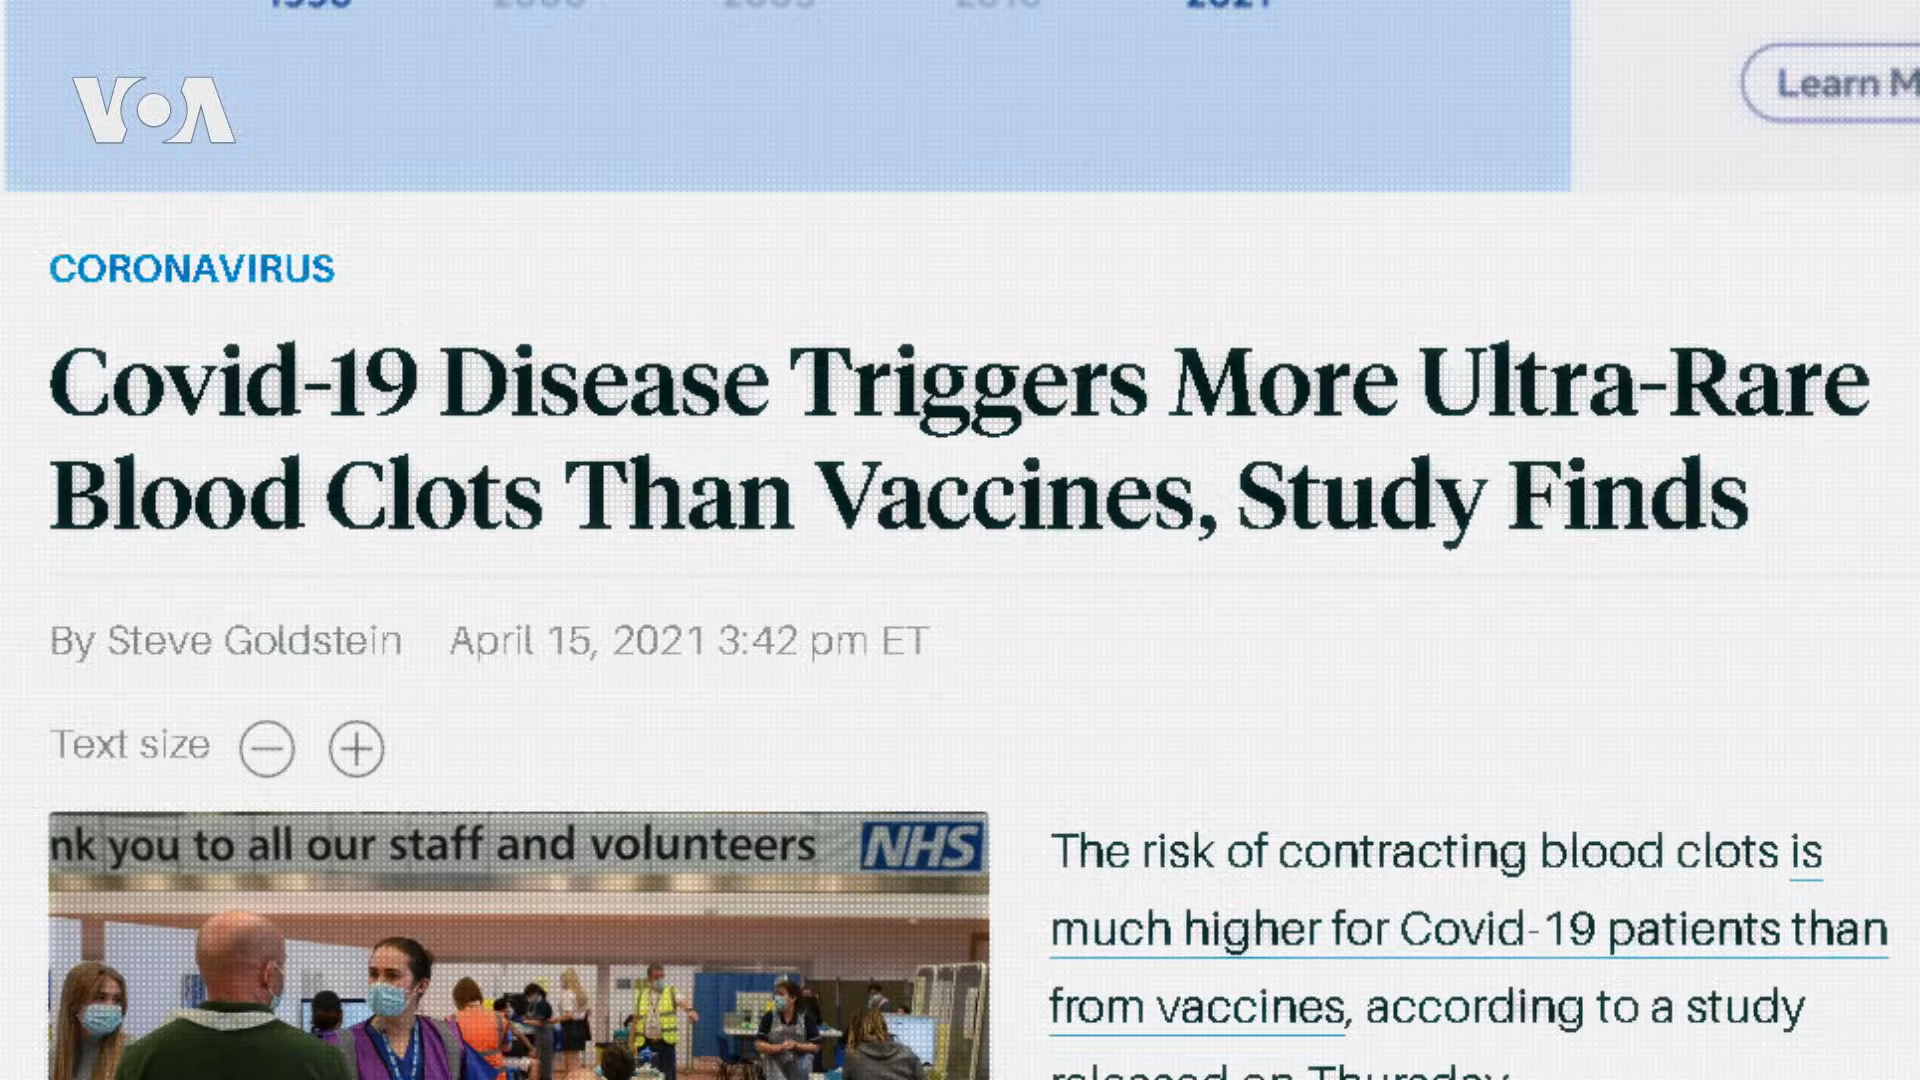 1998
2021
VOA
Learn M
CORONAVIRUS
Covid-19 Disease Triggers More Ultra-Rare
Blood Clots Than Vaccines, Study Finds
By Steve Goldstein April 15, 2021 3:42 pm ET
Text size
nk you to all our staff and volunteers NHS
The risk of contracting blood clots is
much higher for Covid-19 patients than
from vaccines, according to a study
released on Thursday